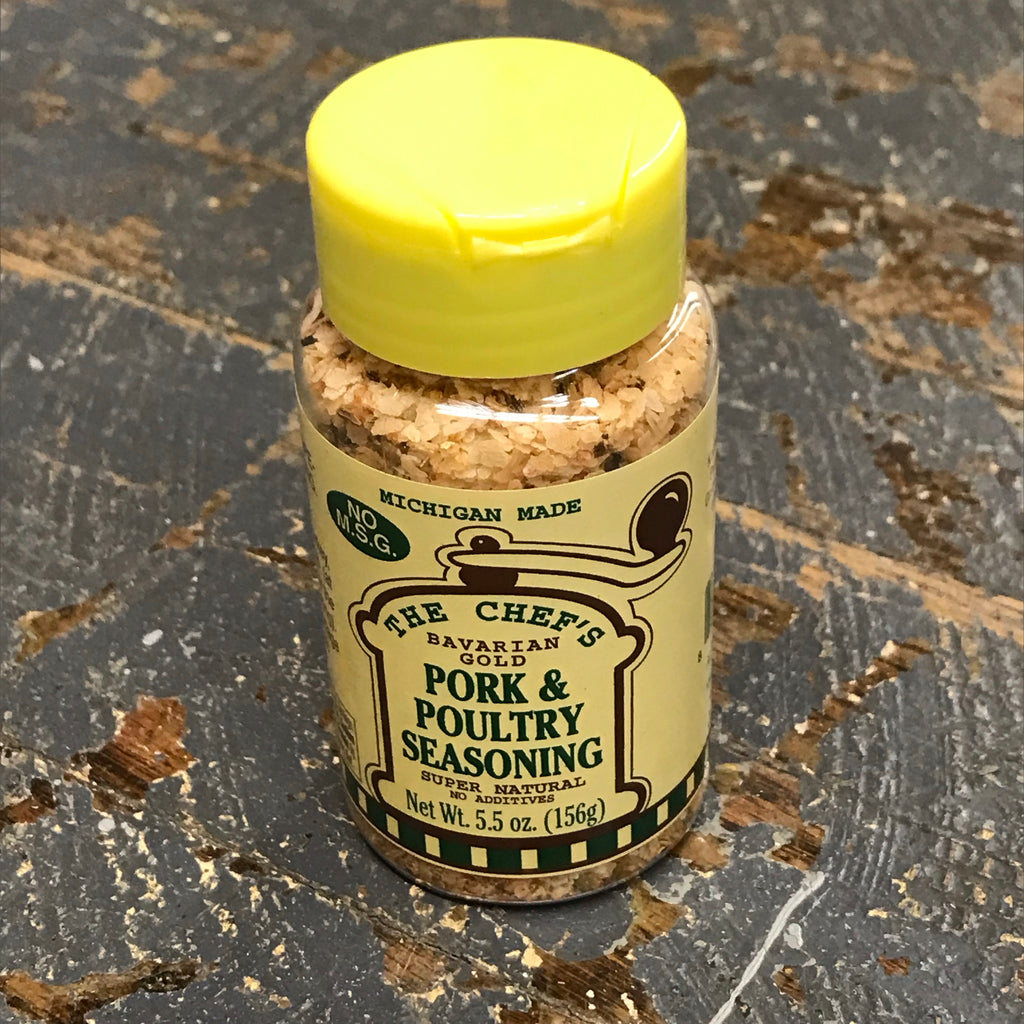 MICHIGAN MADE
NO
M.S.G.
THE CHEF'S
BAVARIAN
GOLD
PORK &
POULTRY
SEASONING
SUPER NATURAL
NO ADDITIVES
Net Wt. 5.5 oz. (156g)